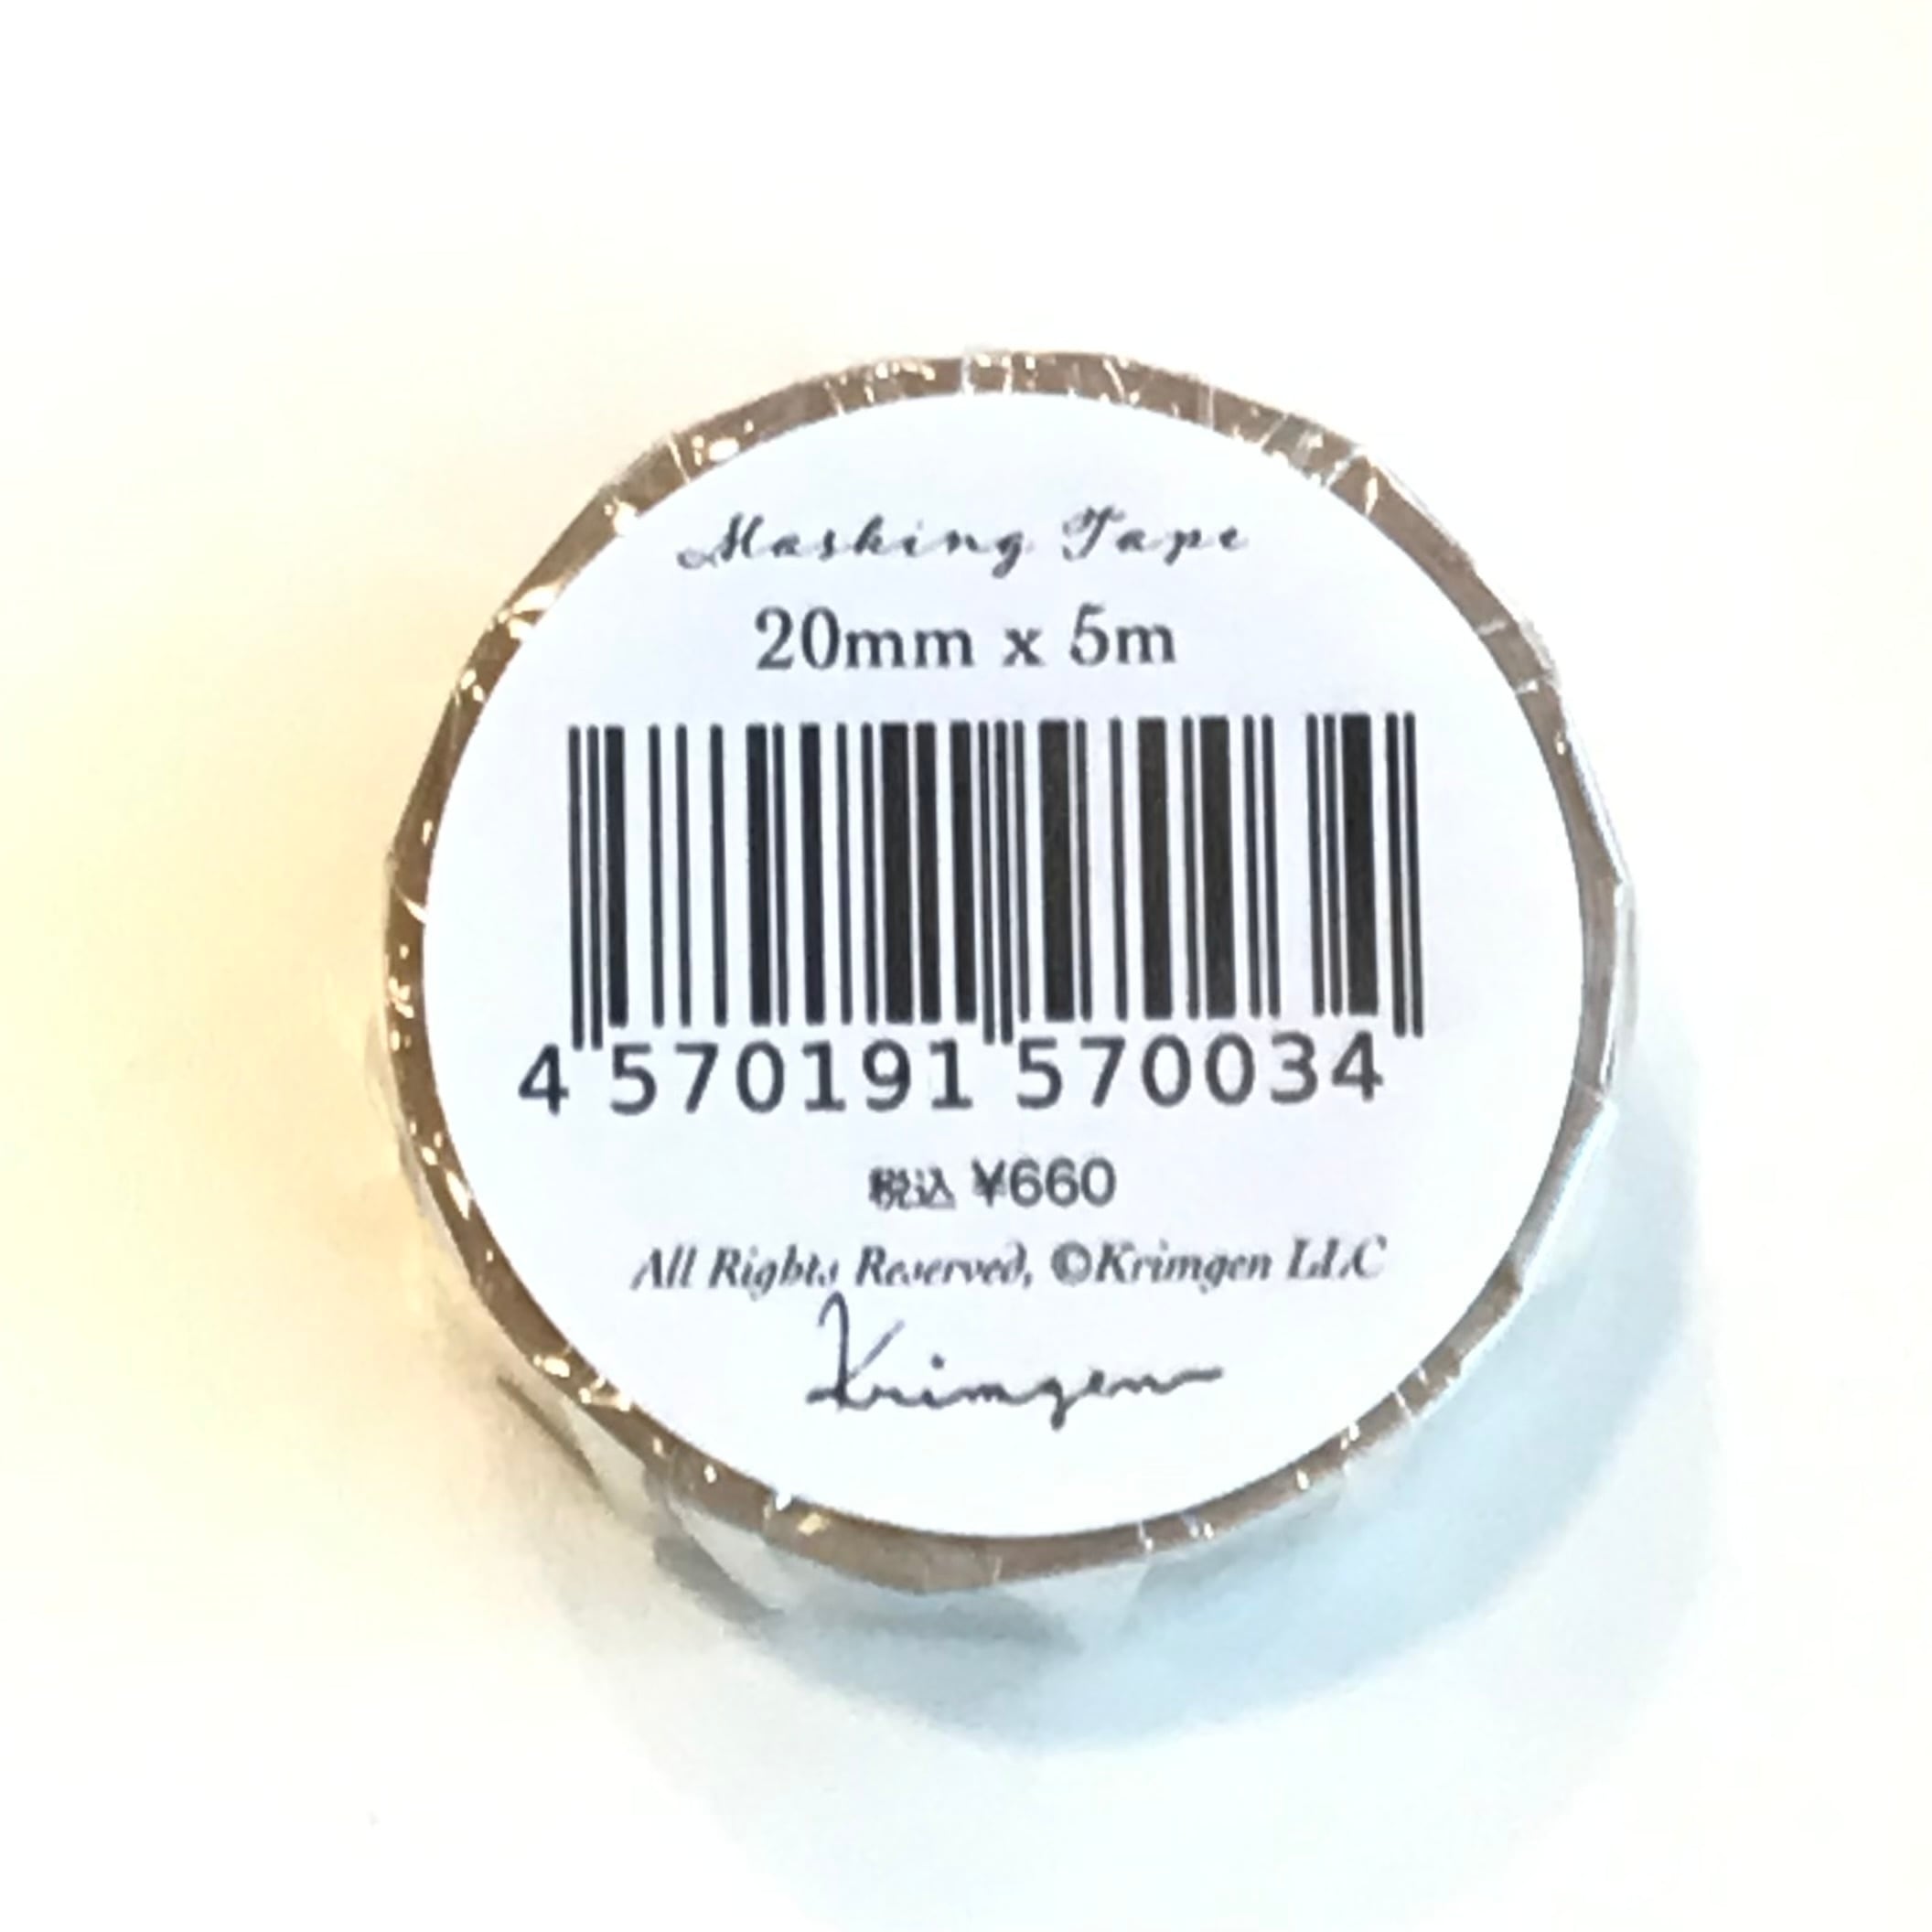 Masking Tape
20mm x 5m
4 570191 570034
税込 ¥660
All Rights Reserved, ©Krimgen LLC
Krimgen